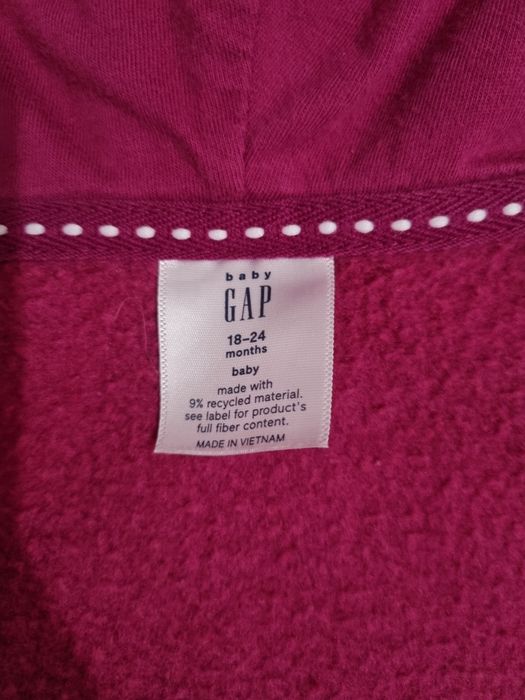 baby
GAP
18–24
months
baby
made with
9% recycled material.
see label for product's
full fiber content.
MADE IN VIETNAM